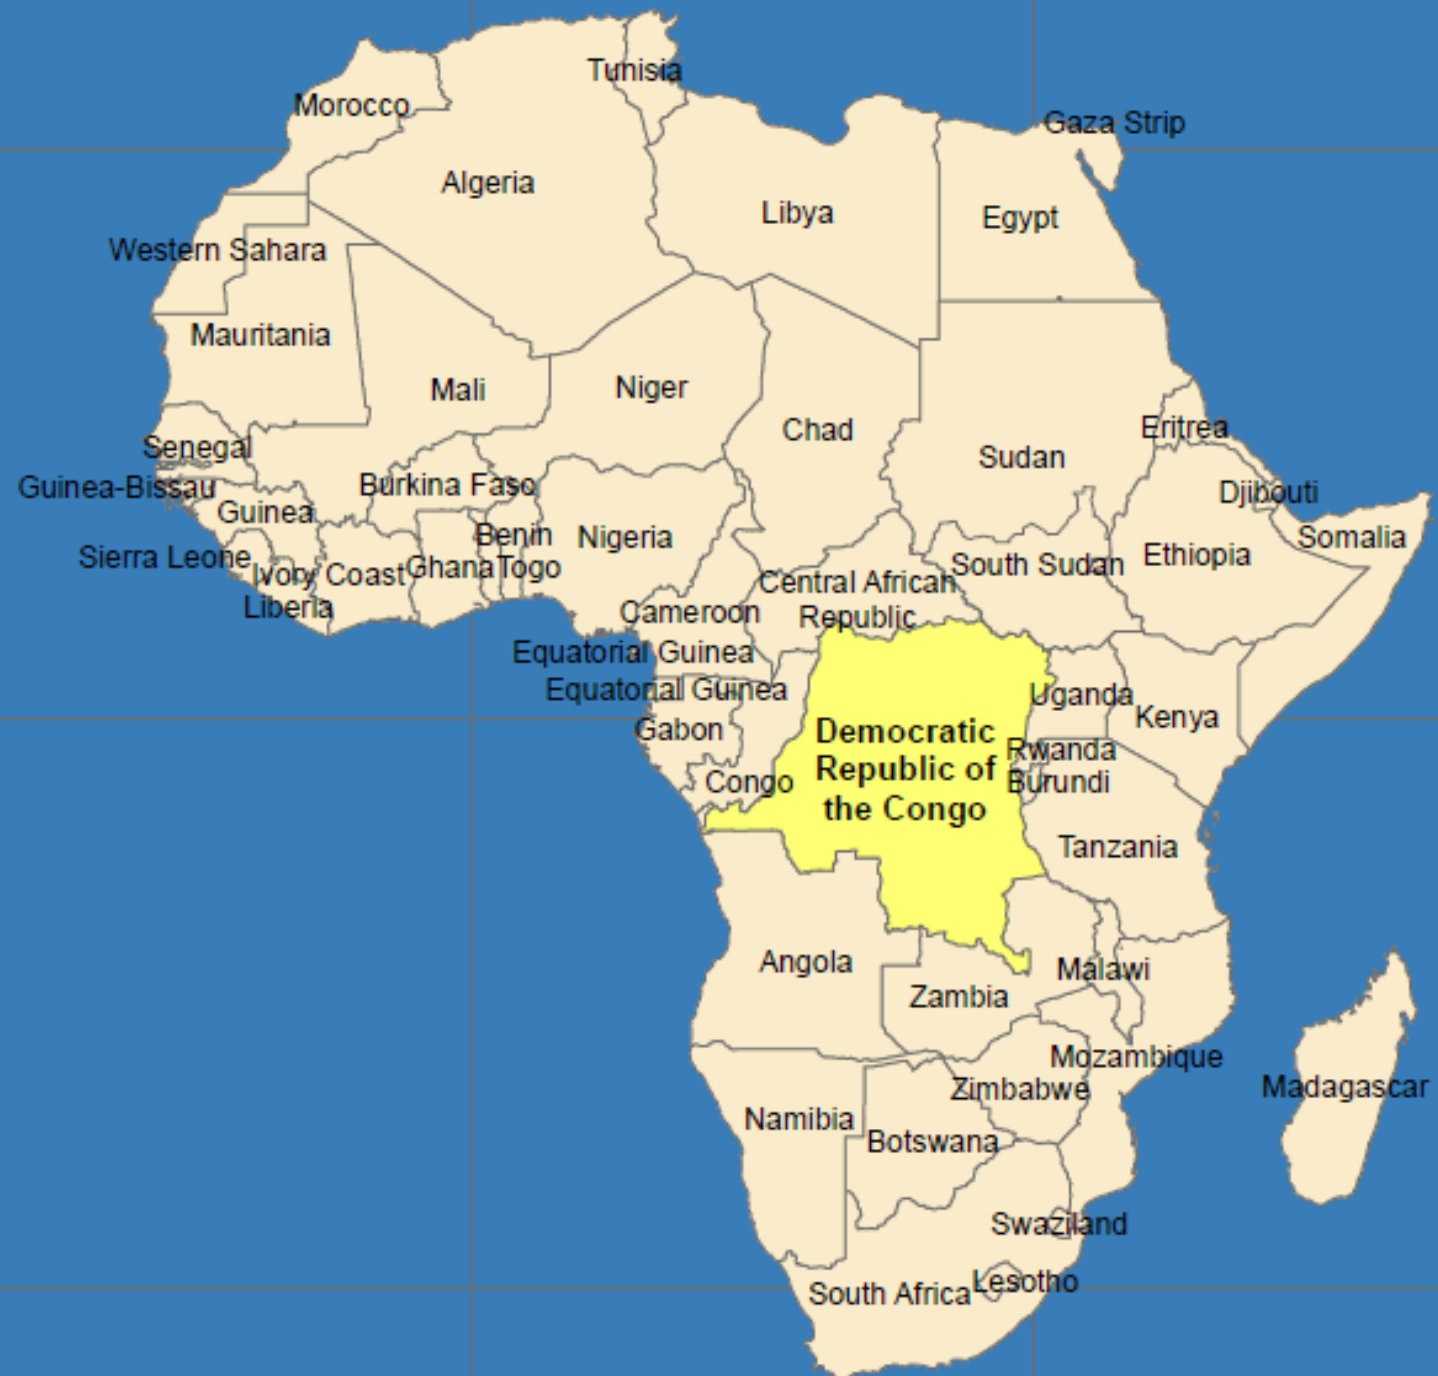 Tunisia
Morocco
Gaza Strip
Algeria
Libya
Egypt
Western Sahara
Mauritania
Mali
Niger
Chad
Eritrea
Senegal
Sudan
Guinea-Bissau
Burkina Faso
Djibouti
Guinea
Benin
Nigeria
Somalia
Sierra Leone
Ivory Coast
Ghana
Togo
South Sudan
Ethiopia
Liberia
Central African
Republic
Cameroon
Equatorial Guinea
Equatorial Guinea
Uganda
Kenya
Gabon
Democratic
Republic of
the Congo
Rwanda
Congo
Burundi
Tanzania
Angola
Malawi
Zambia
Mozambique
Zimbabwe
Madagascar
Namibia
Botswana
Swaziland
South Africa
Lesotho